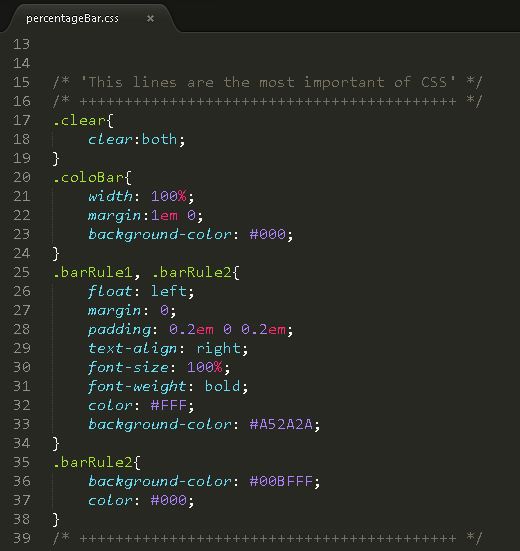 percentageBar.css ×
13
14
15 /* 'This lines are the most important of CSS' */
16 /* ++++++++++++++++++++++++++++++++++++++++++ */
17 .clear{
18 clear:both;
19 }
20 .coloBar{
21 width: 100%;
22 margin:1em 0;
23 background-color: #000;
24 }
25 .barRule1, .barRule2{
26 float: left;
27 margin: 0;
28 padding: 0.2em 0 0.2em;
29 text-align: right;
30 font-size: 100%;
31 font-weight: bold;
32 color: #FFF;
33 background-color: #A52A2A;
34 }
35 .barRule2{
36 background-color: #00BFFF;
37 color: #000;
38 }
39 /* ++++++++++++++++++++++++++++++++++++++++++ */